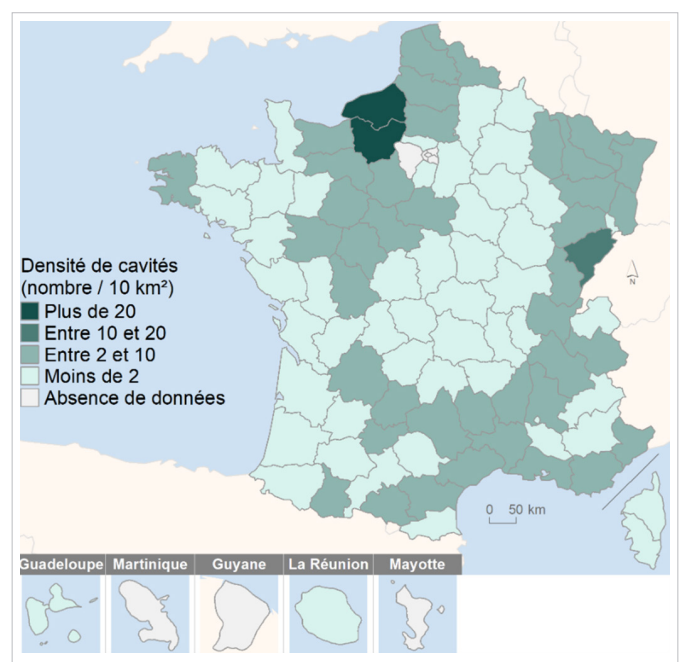 Densité de cavités
(nombre / 10 km²)
Plus de 20
Entre 10 et 20
Entre 2 et 10
Moins de 2
Absence de données
N
0 50 km
Guadeloupe Martinique Guyane La Réunion Mayotte